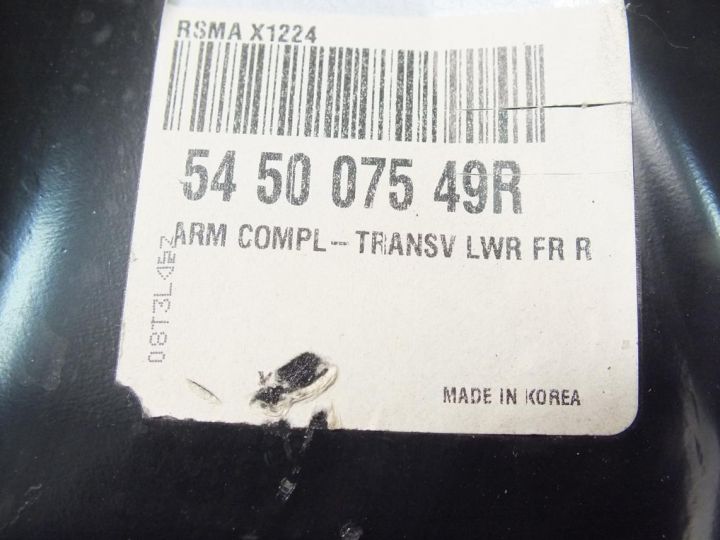 RSMA X1224
54 50 075 49R
ARM COMPL-TRANSV LWR FR R
MADE IN KOREA